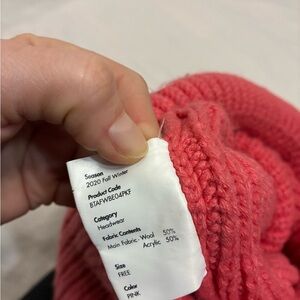 Season
2020 Fall Winter
Product Code
BTAFWBE04PKF
Category
Headwear
Fabric Contents
Main Fabric- Wool 50%
Acrylic 50%
Size
FREE
Color
PINK